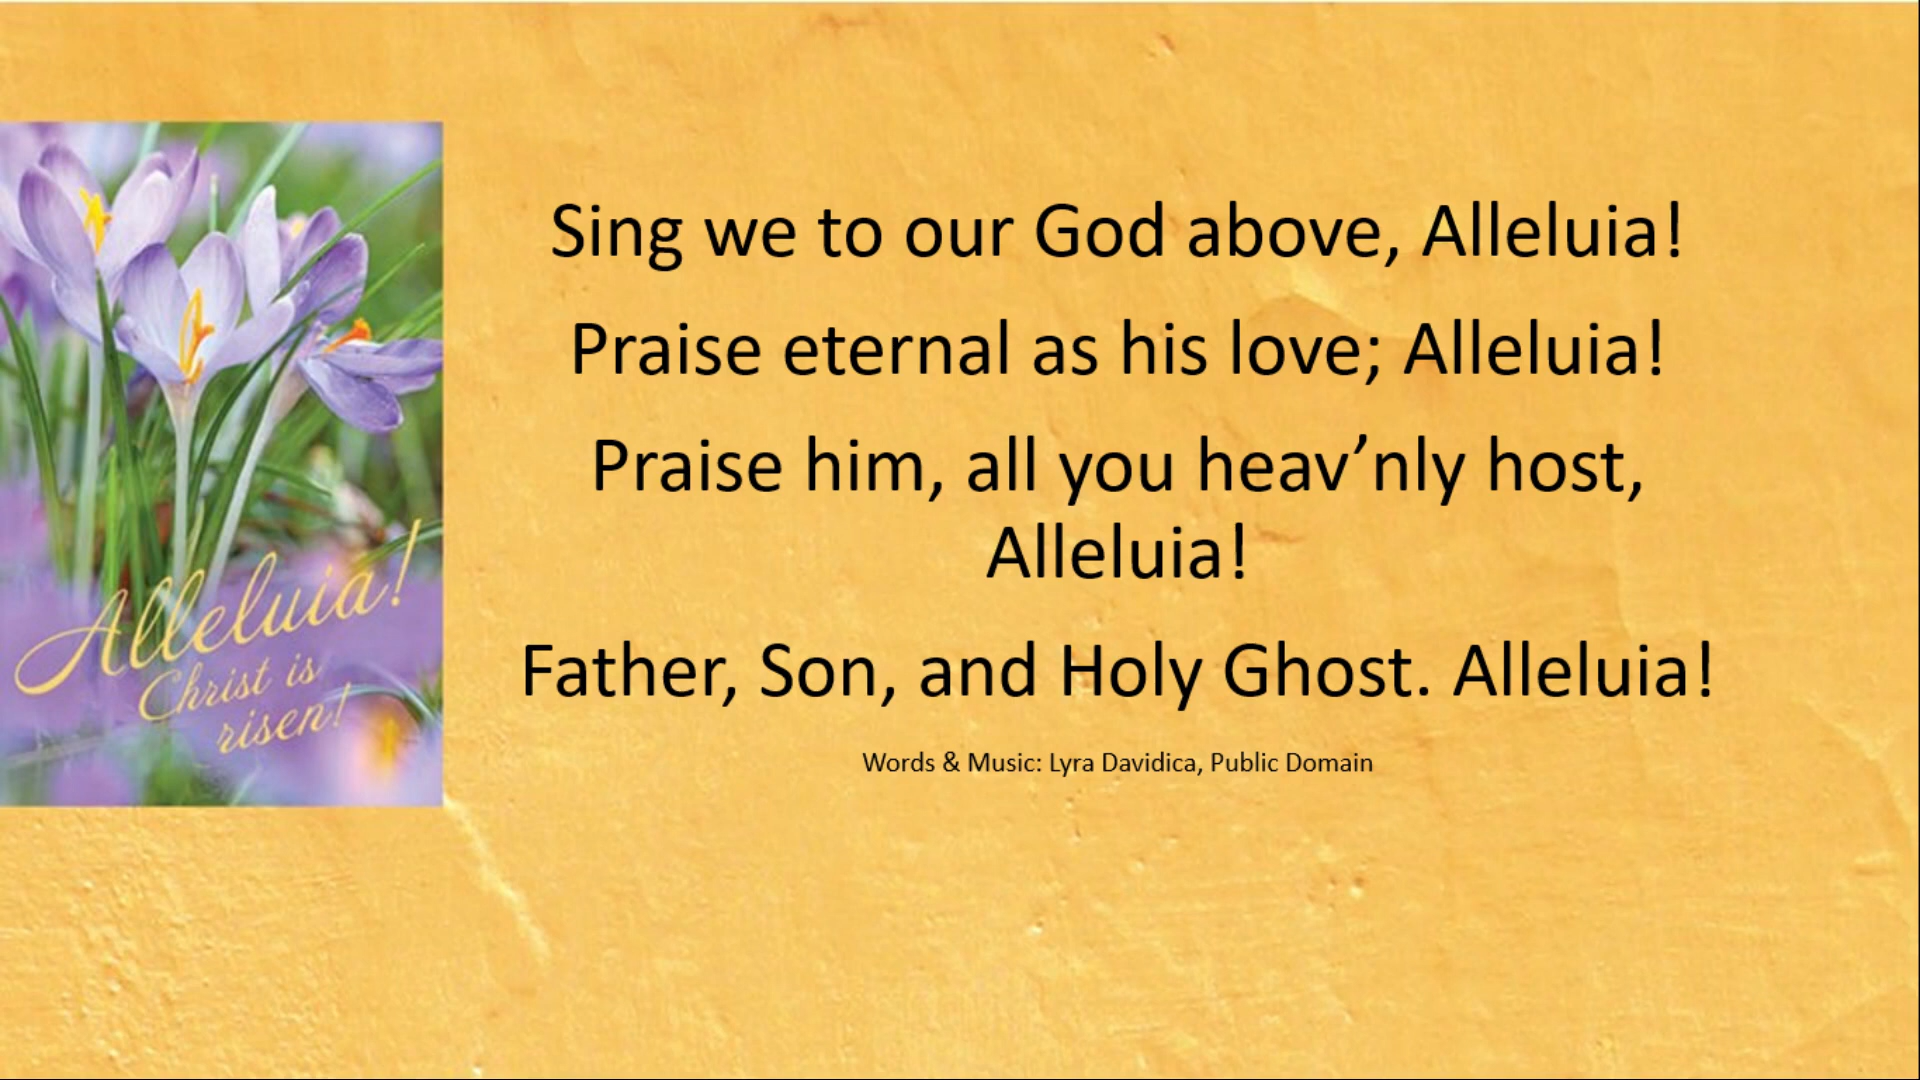 Sing we to our God above, Alleluia!
Praise eternal as his love; Alleluia!
Praise him, all you heav’nly host,
Alleluia!
Father, Son, and Holy Ghost. Alleluia!
Words & Music: Lyra Davidica, Public Domain
Alleluia!
Christ is
risen!